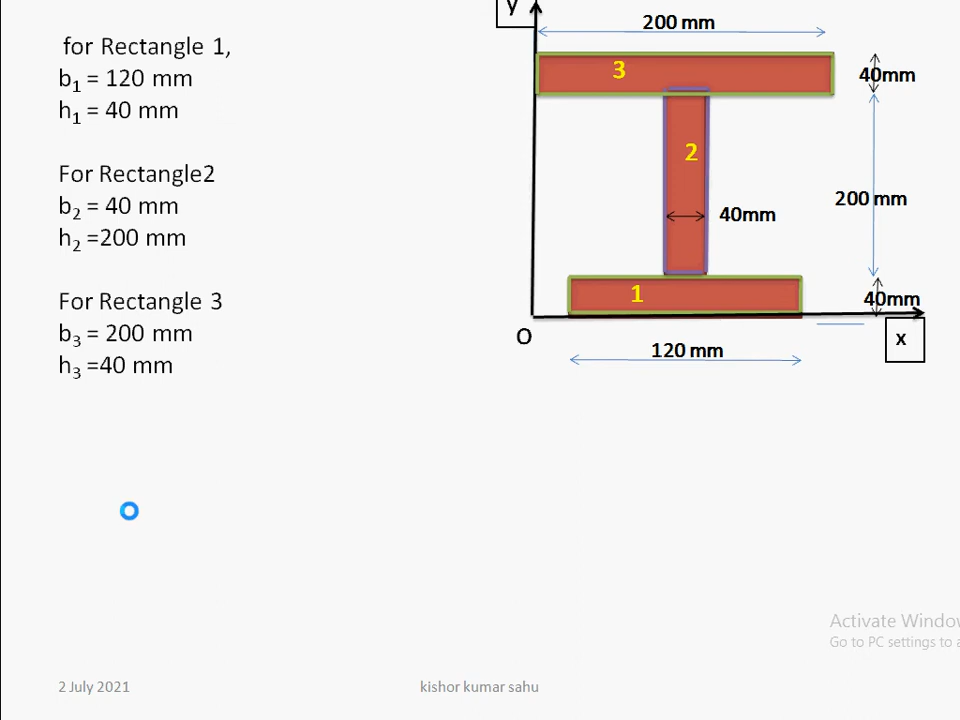 for Rectangle 1,
b₁ = 120 mm
h₁ = 40 mm
For Rectangle2
b₂ = 40 mm
h₂ =200 mm
For Rectangle 3
b₃ = 200 mm
h₃ =40 mm
y
200 mm
3
40mm
2
200 mm
40mm
1
40mm
O
x
120 mm
Activate
Go to PC settings to
2 July 2021
kishor kumar sahu